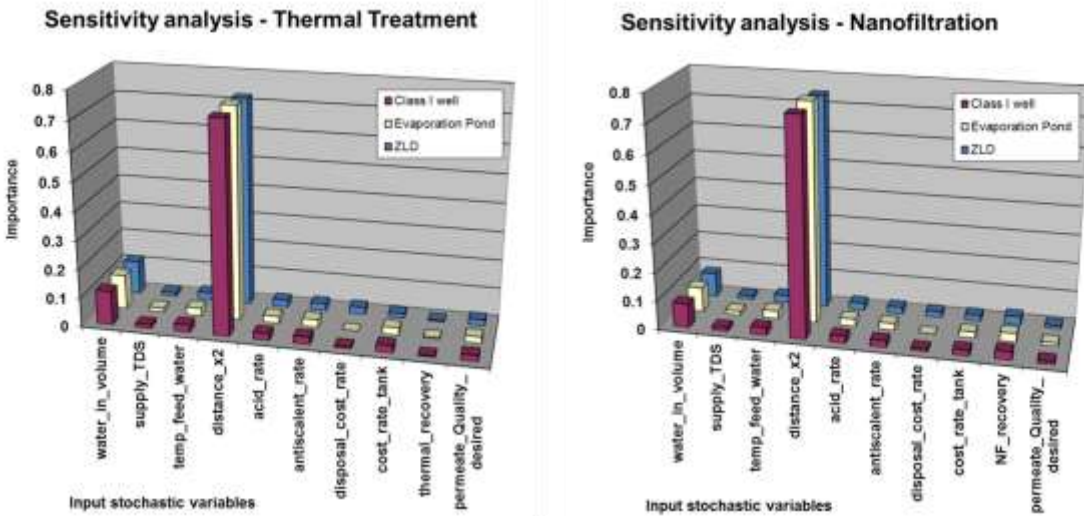 Sensitivity analysis - Thermal Treatment
0.8
0.7
0.6
0.5
0.4
0.3
0.2
0.1
0
Importance
Class I well
Evaporation Pond
ZLD
water_in_volume
supply_TDS
temp_feed_water
distance_x2
acid_rate
antiscalent_rate
disposal_cost_rate
cost_rate_tank
thermal_recovery
permeate_Quality_
desired
Input stochastic variables
Sensitivity analysis - Nanofiltration
0.8
0.7
0.6
0.5
0.4
0.3
0.2
0.1
0
Importance
Class I well
Evaporation Pond
ZLD
water_in_volume
supply_TDS
temp_feed_water
distance_x2
acid_rate
antiscalent_rate
disposal_cost_rate
cost_rate_tank
NF_recovery
permeate_Quality_
desired
Input stochastic variables